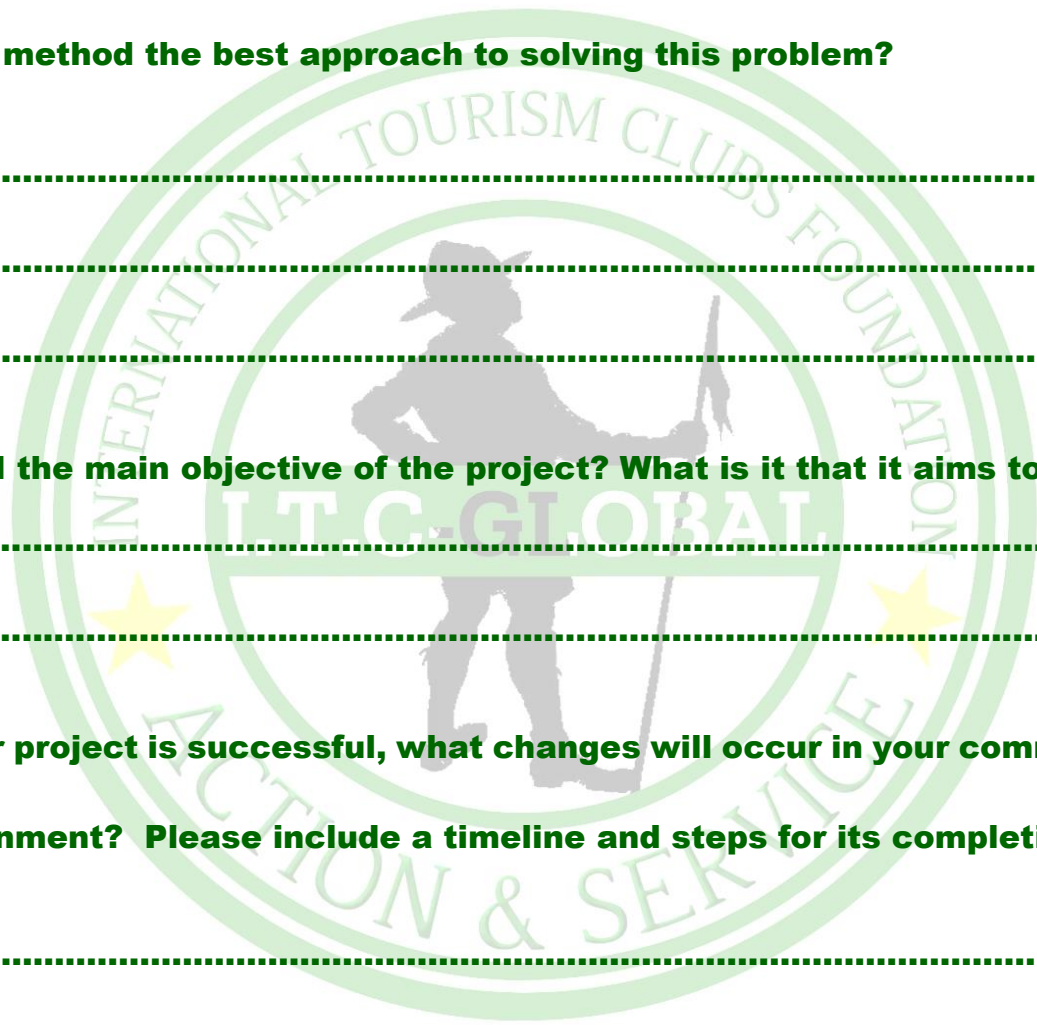 method the best approach to solving this problem?
INTERNATIONAL TOURISM CLUBS FOUNDATION
the main objective of the project? What is it that it aims to
I.T.C-GLOBAL
project is successful, what changes will occur in your
nment? Please include a timeline and steps for its
ACTION & SERVICE